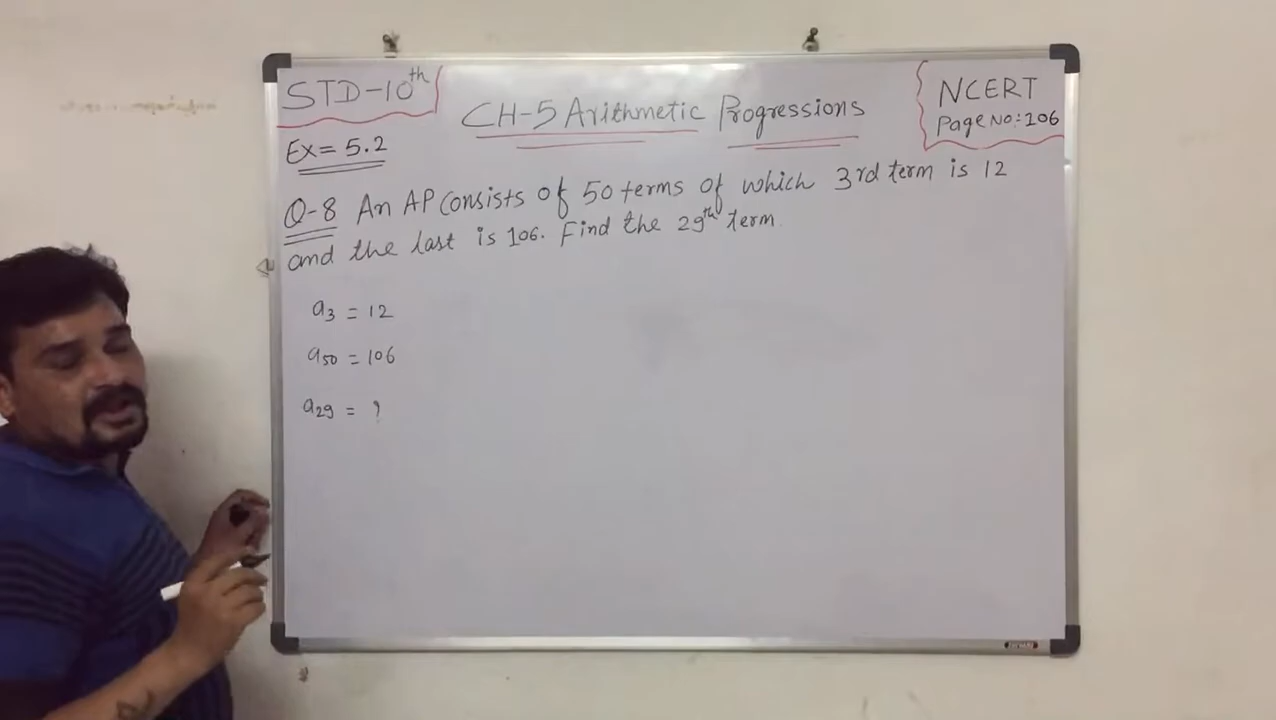 STD-10th
CH-5 Arithmetic Progressions
NCERT
Page No: 106
Ex = 5.2
Q-8 An AP consists of 50 terms of which 3rd term is 12
and the last is 106. Find the 29th term.
a3 = 12
a50 = 106
a29 = ?